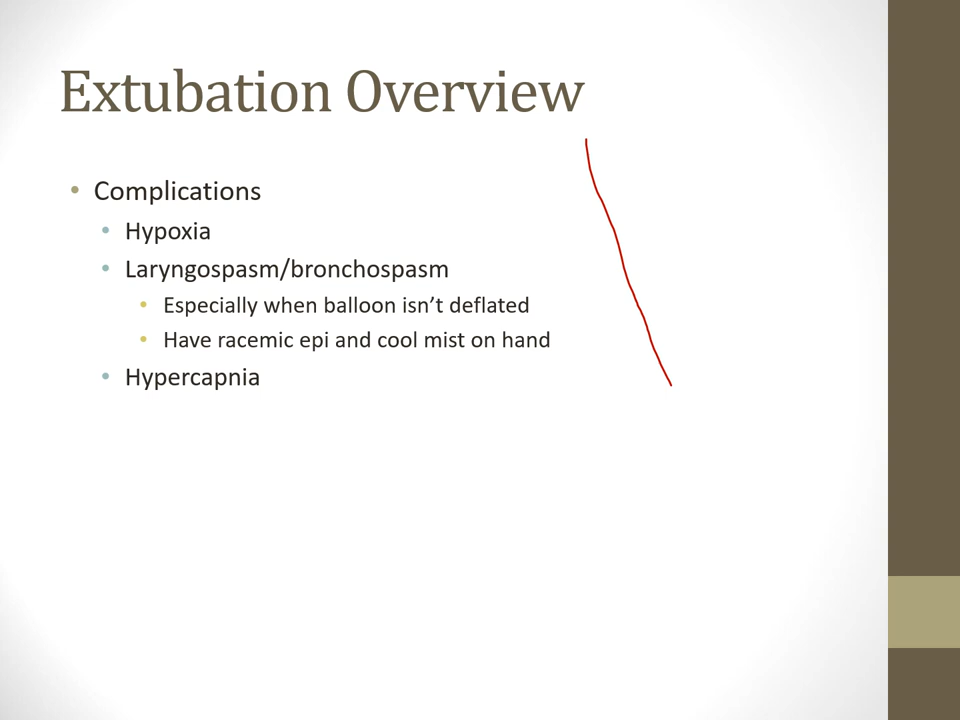 Extubation Overview
• Complications
• Hypoxia
• Laryngospasm/bronchospasm
• Especially when balloon isn’t deflated
• Have racemic epi and cool mist on hand
• Hypercapnia